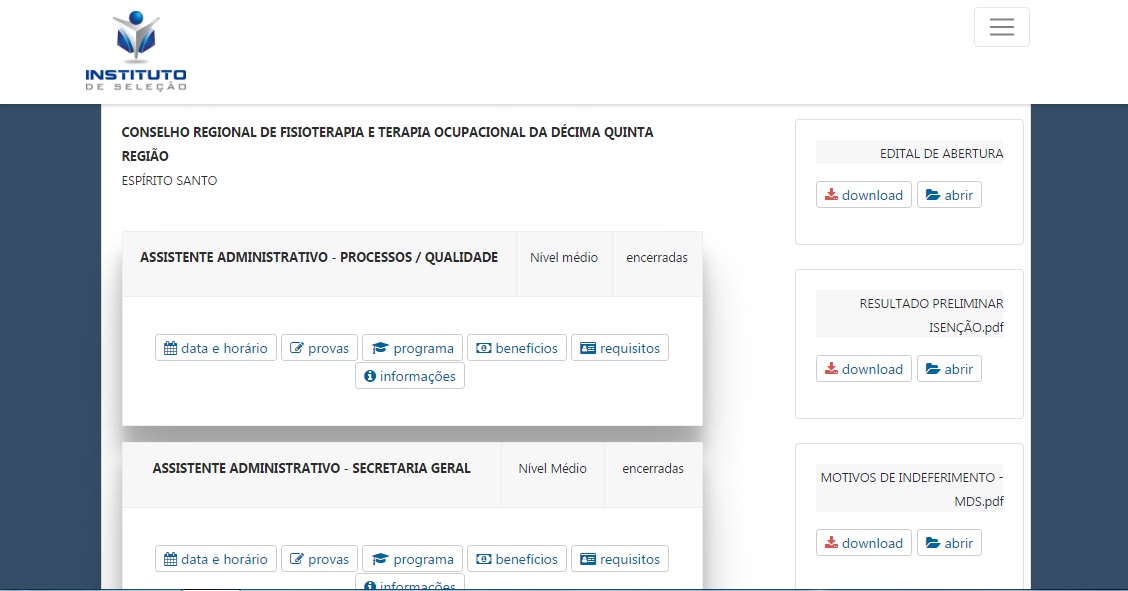 INSTITUTO
DE SELEÇÃO
CONSELHO REGIONAL DE FISIOTERAPIA E TERAPIA OCUPACIONAL DA DÉCIMA QUINTA
REGIÃO
ESPÍRITO SANTO
ASSISTENTE ADMINISTRATIVO - PROCESSOS / QUALIDADE Nível médio encerradas
data e horário provas programa benefícios requisitos
informações
ASSISTENTE ADMINISTRATIVO - SECRETARIA GERAL Nível Médio encerradas
data e horário provas programa benefícios requisitos
informações
EDITAL DE ABERTURA
download abrir
RESULTADO PRELIMINAR
ISENÇÃO.pdf
download abrir
MOTIVOS DE INDEFERIMENTO -
MDS.pdf
download abrir